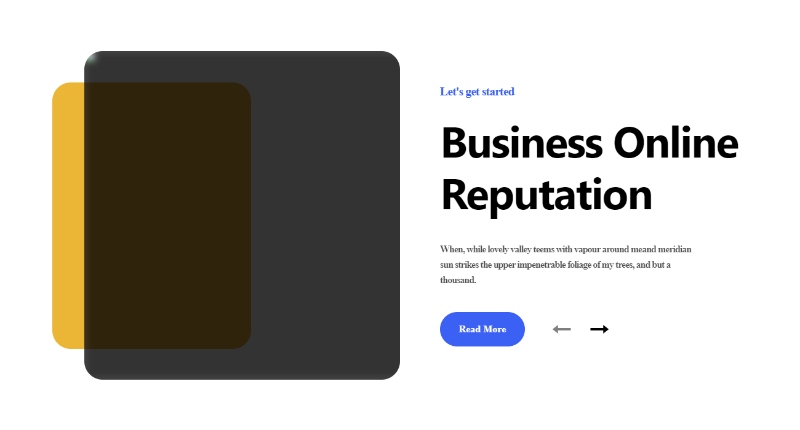 Let's get started
Business Online
Reputation
When, while lovely valley teems with vapour around meand meridian
sun strikes the upper impenetrable foliage of my trees, and but a
thousand.
Read More